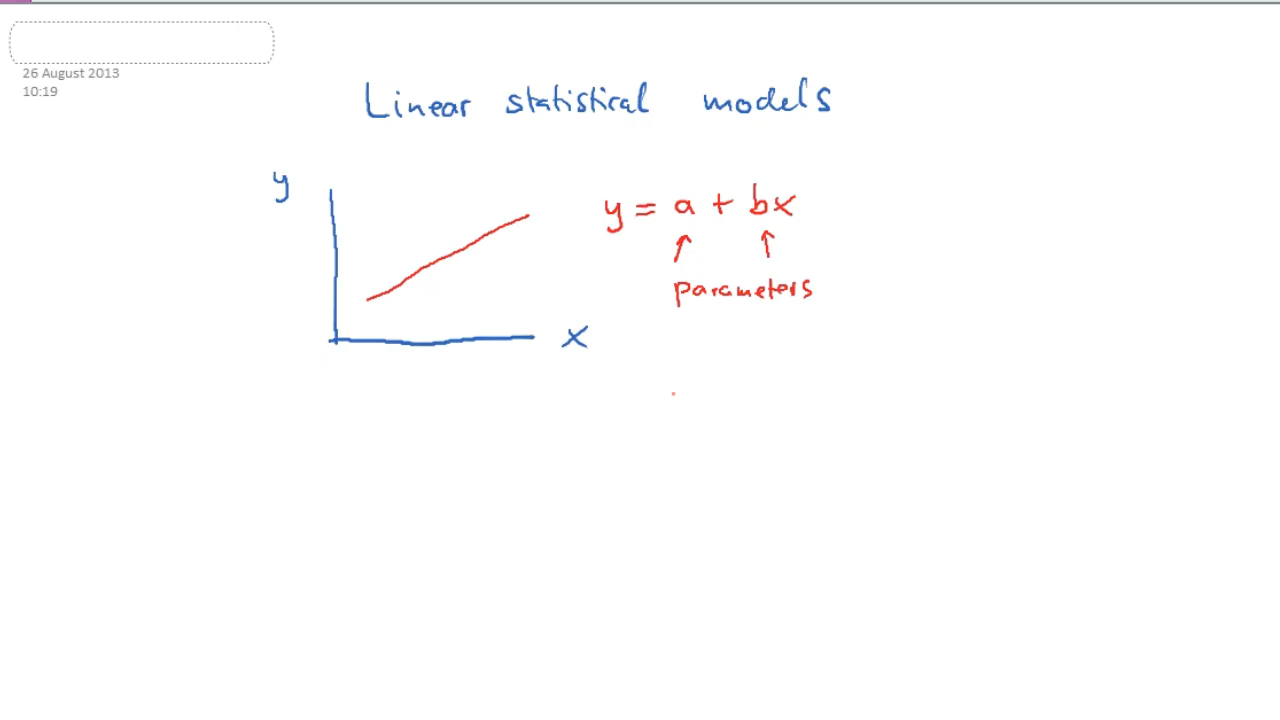 26 August 2013
10:19
Linear statistical models
y
y = a + bx
↑ ↑
parameters
x